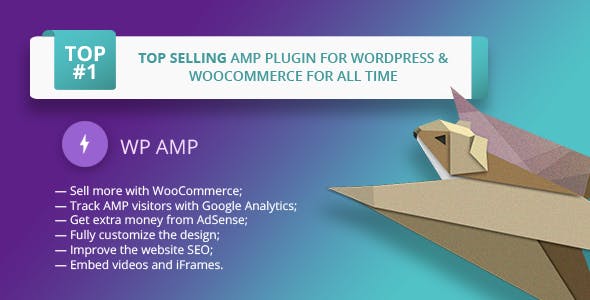 TOP
#1
TOP SELLING AMP PLUGIN FOR WORDPRESS &
WOOCOMMERCE FOR ALL TIME
WP AMP
— Sell more with WooCommerce;
— Track AMP visitors with Google Analytics;
— Get extra money from AdSense;
— Fully customize the design;
— Improve the website SEO;
— Embed videos and iFrames.